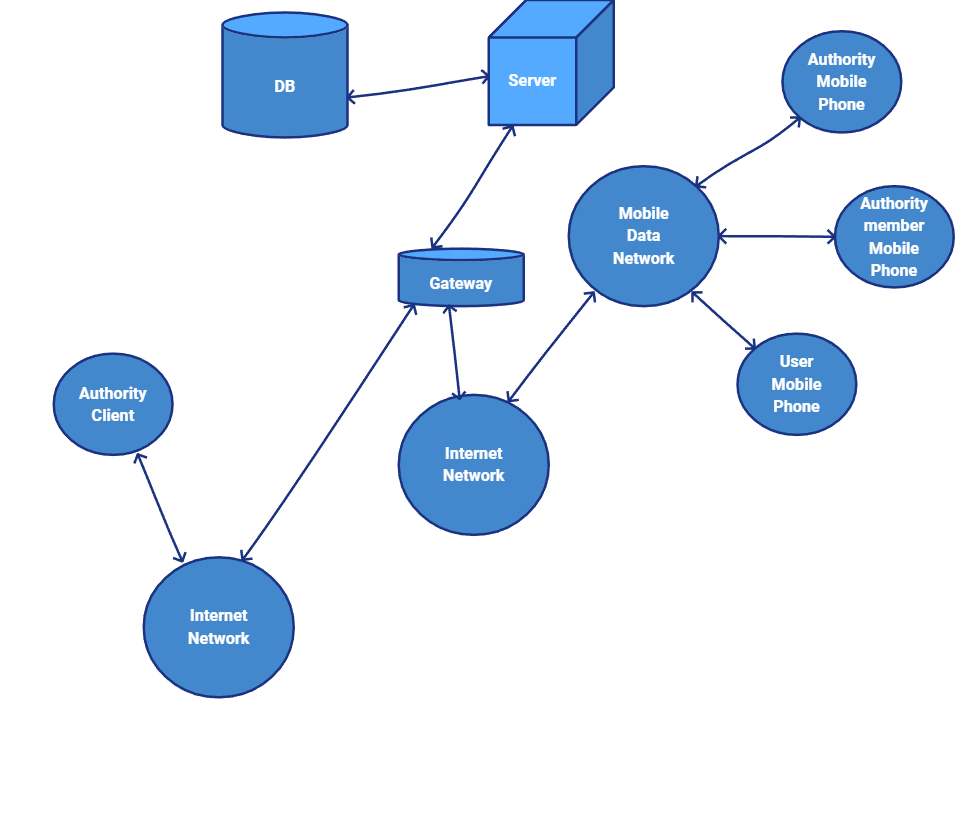 DB
Server
Authority
Mobile
Phone
Mobile
Data
Network
Authority
member
Mobile
Phone
Gateway
User
Mobile
Phone
Authority
Client
Internet
Network
Internet
Network